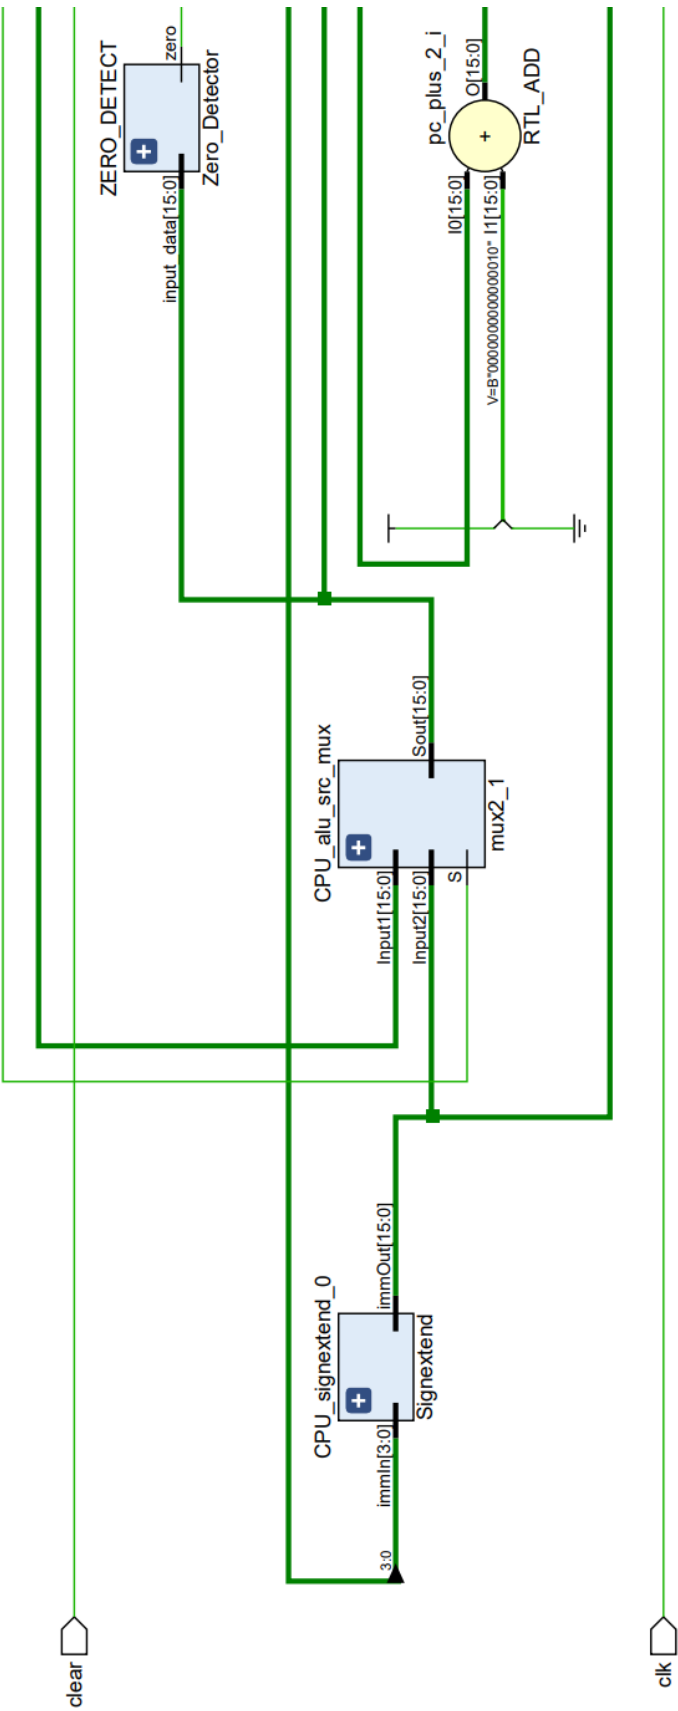 clear
ZERO_DETECT
input_data[15:0]
zero
Zero_Detector
CPU_signextend_0
immIn[3:0]
immOut[15:0]
3:0
Signextend
CPU_alu_src_mux
Input1[15:0]
Input2[15:0]
S
Sout[15:0]
mux2_1
pc_plus_2_i
I0[15:0]
I1[15:0]
V=B"0000000000000010"
O[15:0]
+
RTL_ADD
clk